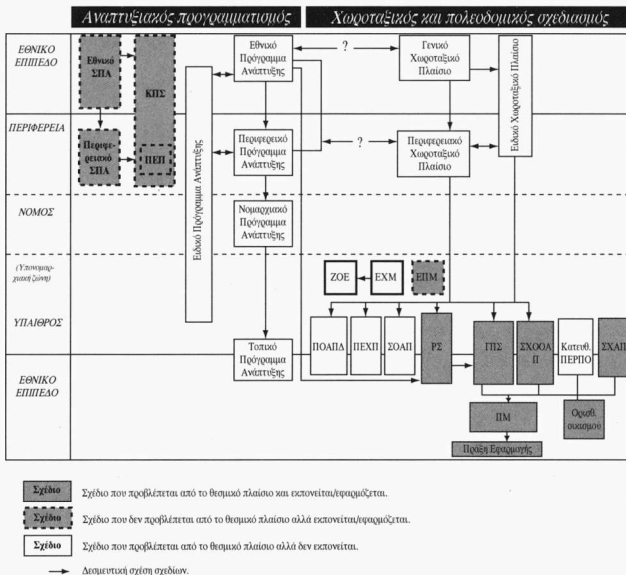 Αναπτυξιακός προγραμματισμός
Χωροταξικός και πολεοδομικός σχεδιασμός
ΕΘΝΙΚΟ
ΕΠΙΠΕΔΟ
Εθνικό
ΣΠΑ
ΚΠΣ
Εθνικό
Πρόγραμμα
Ανάπτυξης
?
Γενικό
Χωροταξικό
Πλαίσιο
Ειδικό Χωροταξικό Πλαίσιο
ΠΕΡΙΦΕΡΕΙΑ
Περιφε-
ρειακό
ΣΠΑ
ΠΕΠ
Ειδικό Πρόγραμμα Ανάπτυξης
Περιφερεικό
Πρόγραμμα
Ανάπτυξης
?
Περιφερειακό
Χωροταξικό
Πλαίσιο
ΝΟΜΟΣ
Νομαρχιακό
Πρόγραμμα
Ανάπτυξης
(Υπονομαρ-
χιακή ζώνη)
ΖΟΕ
ΕΧΜ
ΕΠΜ
ΥΠΑΙΘΡΟΣ
Τοπικό
Πρόγραμμα
Ανάπτυξης
ΠΟΑΠΔ
ΠΕΧΠ
ΣΟΑΠ
ΡΣ
ΓΠΣ
ΣΧΟΟΑ
Π
Κατευθ.
ΠΕΡΠΟ
ΣΧΑΠ
ΕΘΝΙΚΟ
ΕΠΙΠΕΔΟ
ΠΜ
Οριοθ.
οικισμού
Πράξη Εφαρμογής
Σχέδιο
Σχέδιο που προβλέπεται από το θεσμικό πλαίσιο και εκπονείται/εφαρμόζεται.
Σχέδιο
Σχέδιο που δεν προβλέπεται από το θεσμικό πλαίσιο αλλά εκπονείται/εφαρμόζεται.
Σχέδιο
Σχέδιο που προβλέπεται από το θεσμικό πλαίσιο αλλά δεν εκπονείται.
Δεσμευτική σχέση σχεδίων.